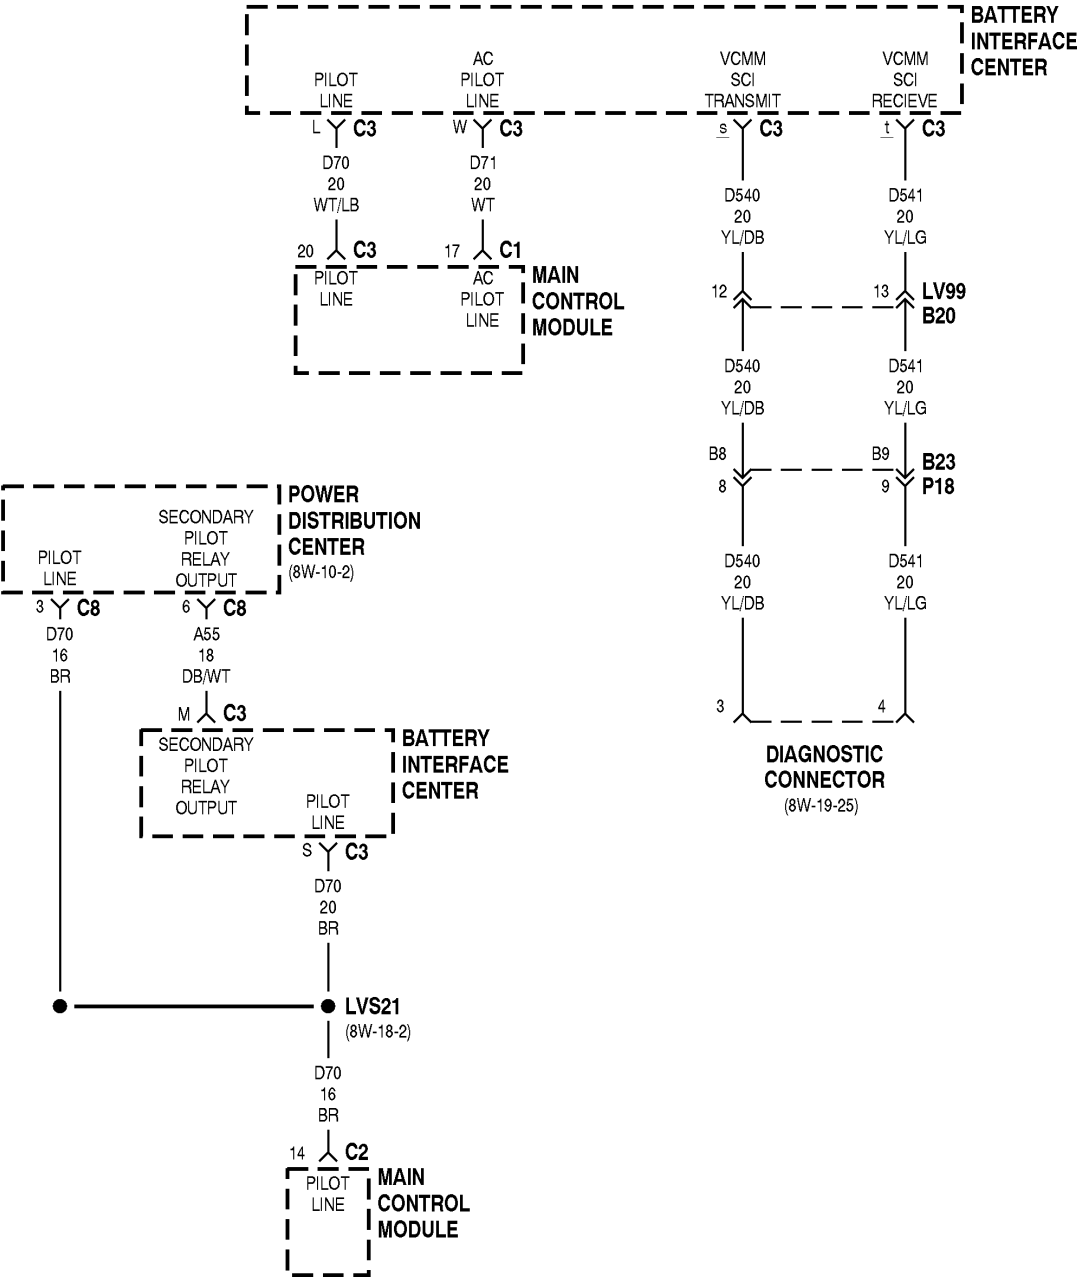 BATTERY
INTERFACE
CENTER
PILOT
LINE
AC
PILOT
LINE
VCMM
SCI
TRANSMIT
VCMM
SCI
RECIEVE
L C3
W C3
s C3
t C3
D70
20
WT/LB
D71
20
WT
D540
20
YL/DB
D541
20
YL/LG
20 C3
17 C1
PILOT
LINE
AC
PILOT
LINE
MAIN
CONTROL
MODULE
12
13
LV99
B20
D540
20
YL/DB
D541
20
YL/LG
B8
B9
B23
8
9
P18
D540
20
YL/DB
D541
20
YL/LG
3
4
DIAGNOSTIC
CONNECTOR
(8W-19-25)
POWER
DISTRIBUTION
CENTER
(8W-10-2)
PILOT
LINE
SECONDARY
PILOT
RELAY
OUTPUT
3 C8
6 C8
D70
16
BR
A55
18
DB/WT
M C3
SECONDARY
PILOT
RELAY
OUTPUT
PILOT
LINE
BATTERY
INTERFACE
CENTER
S C3
D70
20
BR
LVS21
(8W-18-2)
D70
16
BR
14 C2
PILOT
LINE
MAIN
CONTROL
MODULE